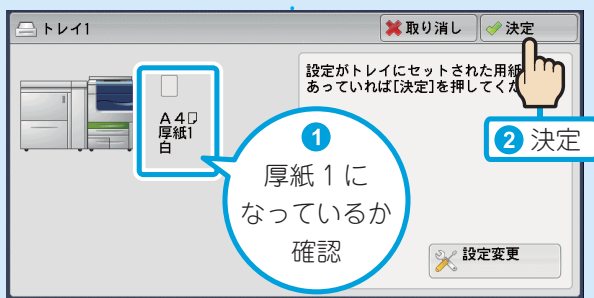 トレイ1
取り消し
決定
設定がトレイにセットされた用紙
あっていれば[決定]を押してくだ
A4
厚紙1
白
1
厚紙1に
なっているか
確認
2 決定
設定変更